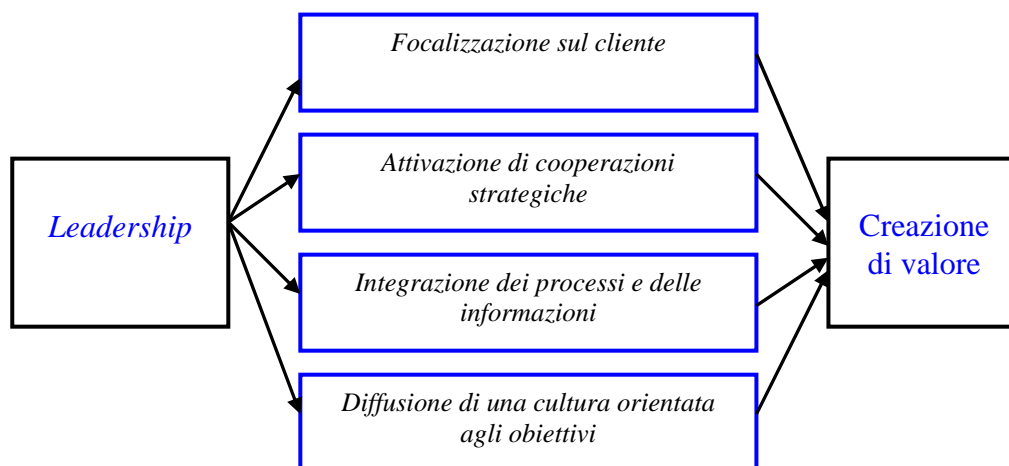 Focalizzazione sul cliente
Attivazione di cooperazioni
strategiche
Leadership
Creazione
di valore
Integrazione dei processi e delle
informazioni
Diffusione di una cultura orientata
agli obiettivi